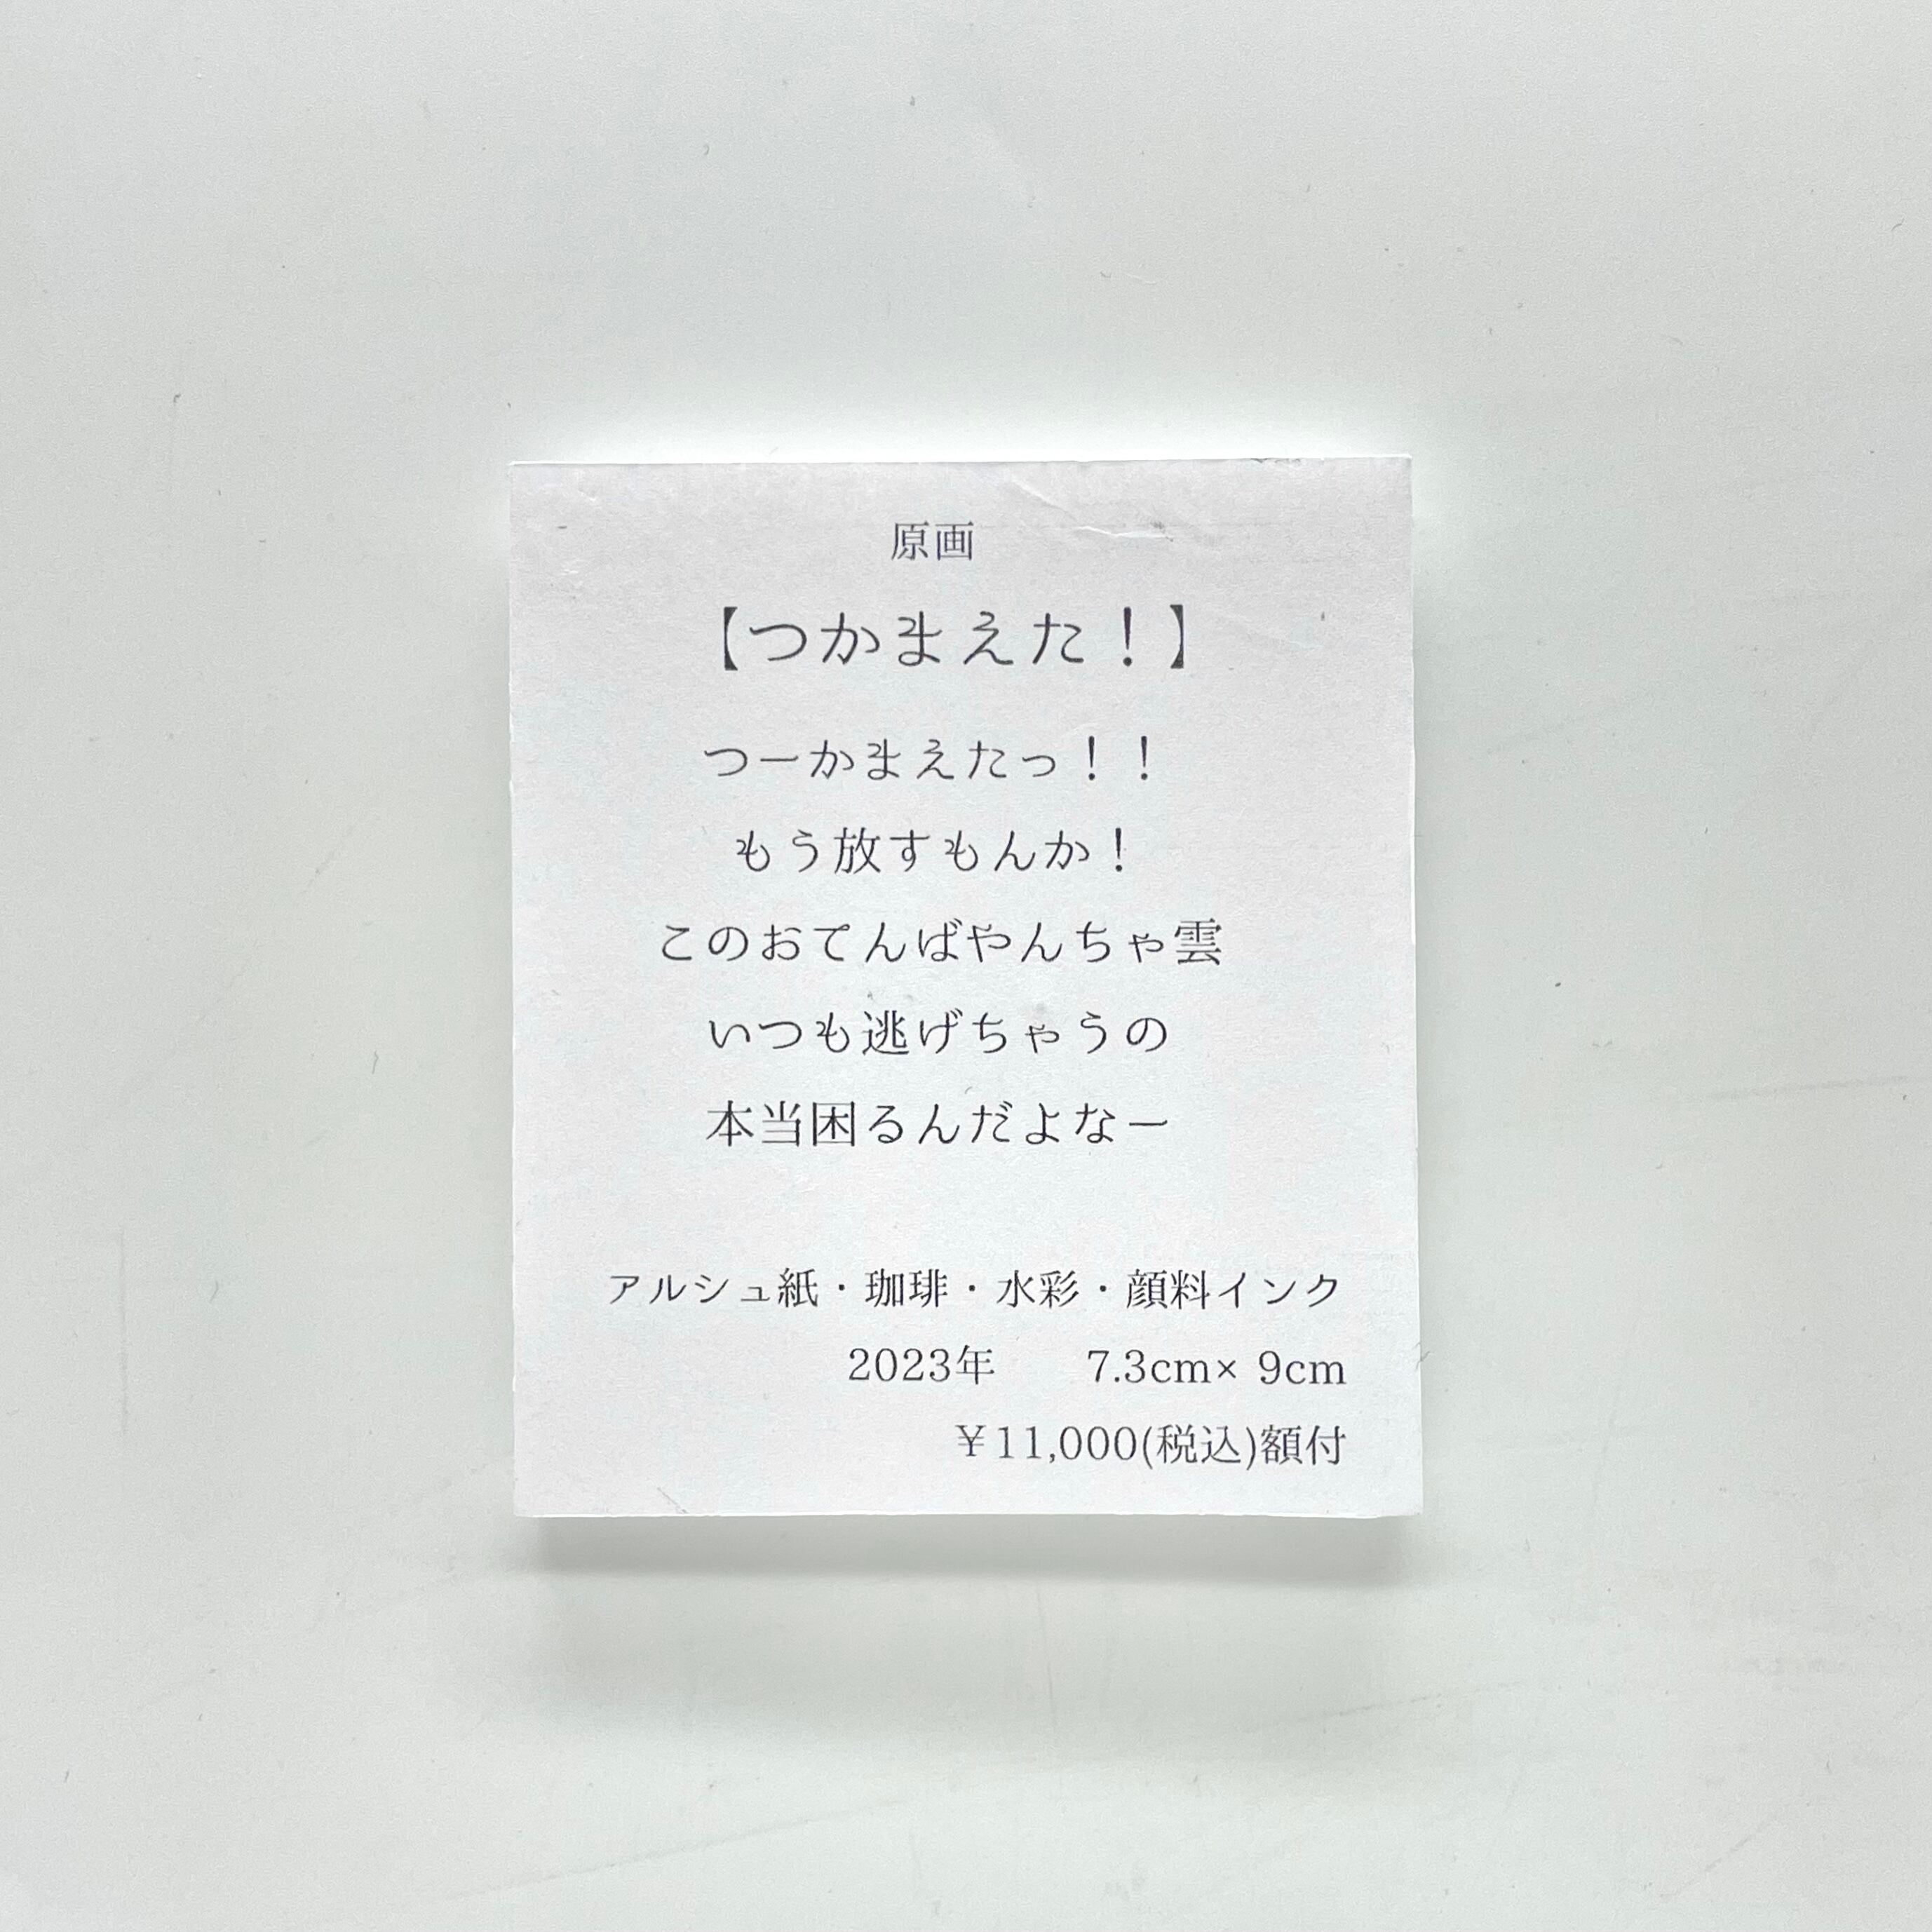 原画
【つかまえた！】
つーかまえたっ！！
もう放すもんか！
このおてんばやんちゃ雲
いつも逃げちゃうの
本当困るんだよなー
アルシュ紙・珈琲・水彩・顔料インク
2023年　7.3cm× 9cm
￥11,000(税込)額付